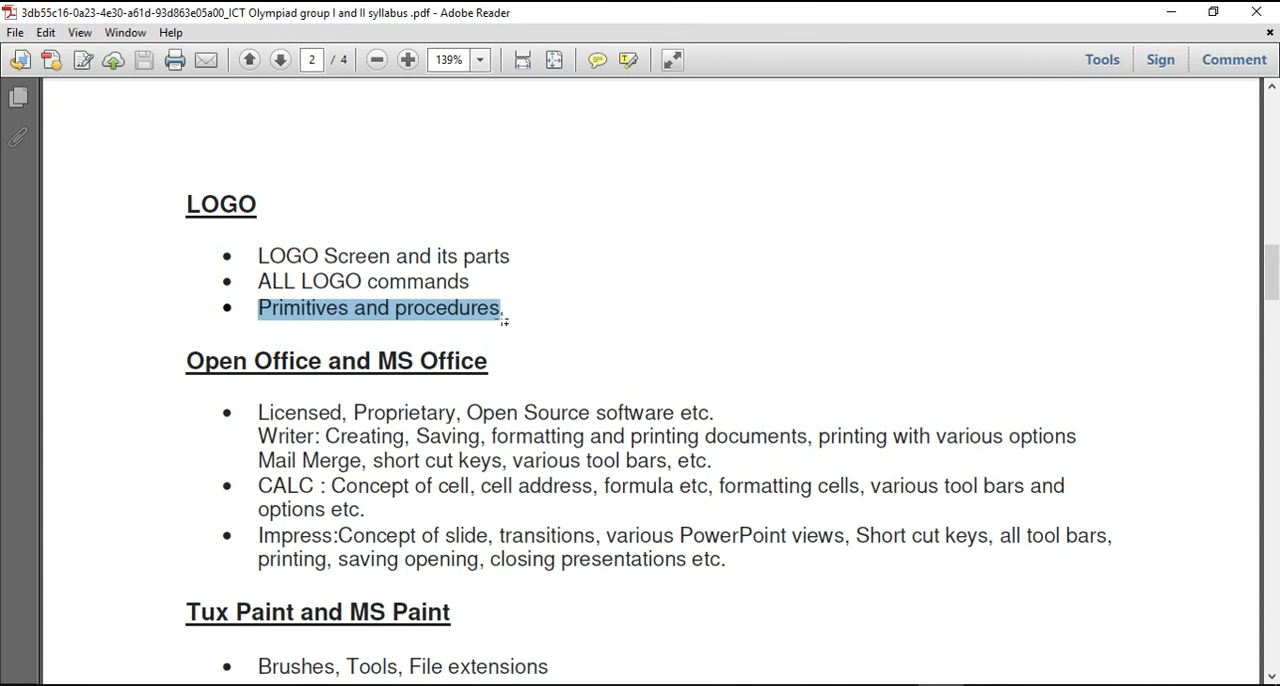 3db55c16-0a23-4e30-a61d-93d863e05a00_ICT Olympiad group I and II syllabus .pdf - Adobe Reader
File Edit View Window Help
2 / 4 139% Tools Sign Comment
LOGO
• LOGO Screen and its parts
• ALL LOGO commands
• Primitives and procedures.
Open Office and MS Office
• Licensed, Proprietary, Open Source software etc.
Writer: Creating, Saving, formatting and printing documents, printing with various options
Mail Merge, short cut keys, various tool bars, etc.
• CALC : Concept of cell, cell address, formula etc, formatting cells, various tool bars and
options etc.
• Impress:Concept of slide, transitions, various PowerPoint views, Short cut keys, all tool bars,
printing, saving opening, closing presentations etc.
Tux Paint and MS Paint
• Brushes, Tools, File extensions